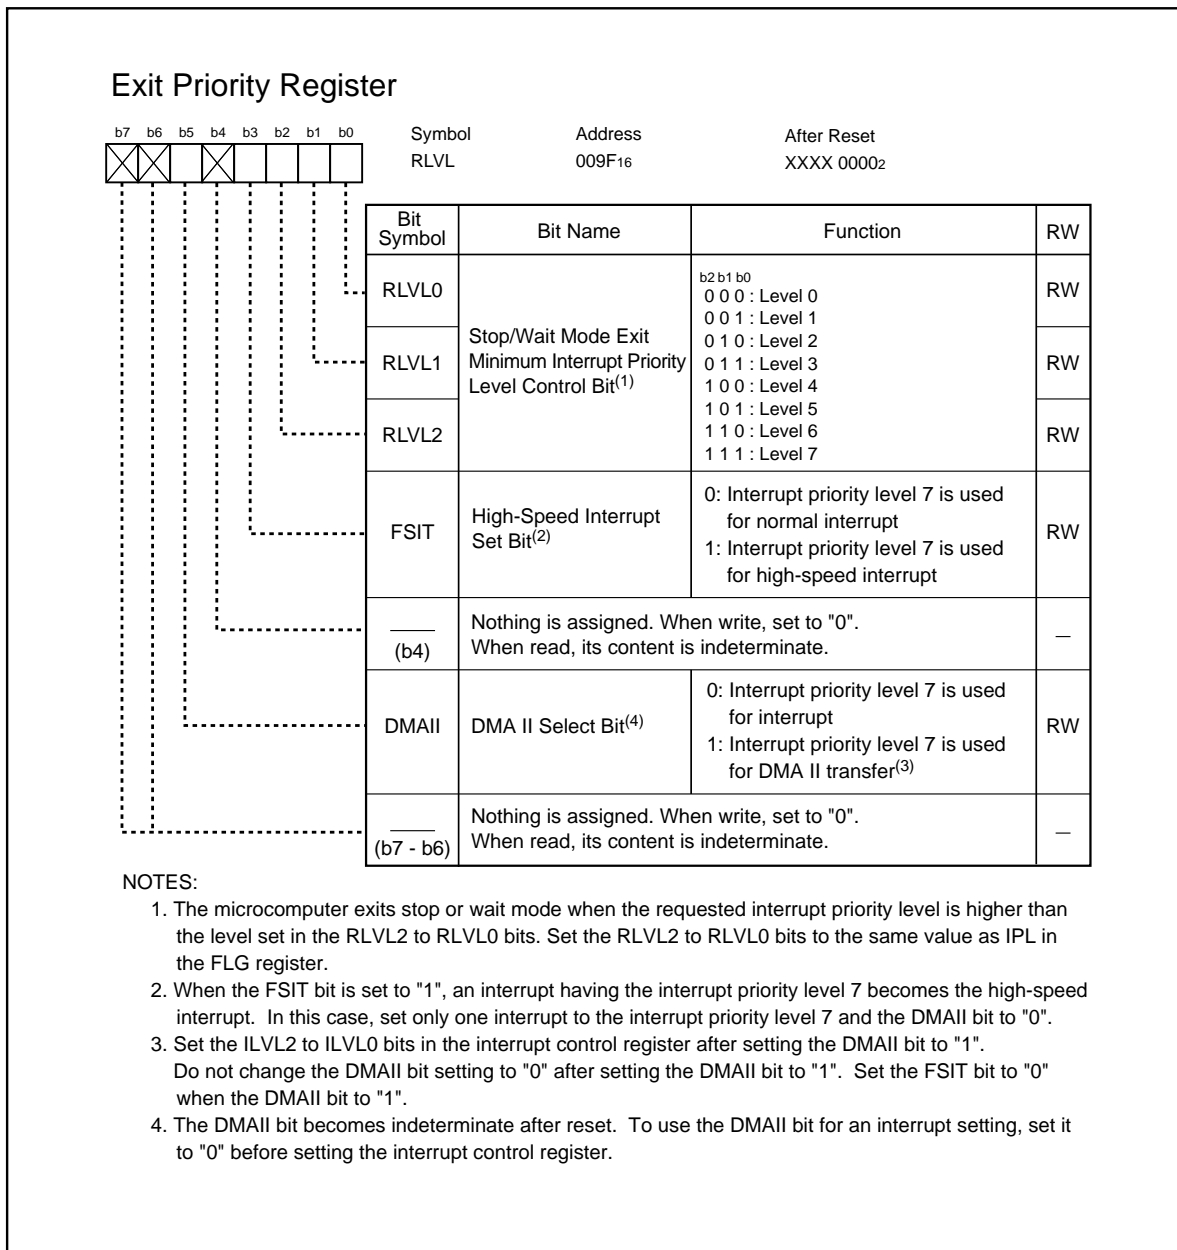 Exit Priority Register
b7 b6 b5 b4 b3 b2 b1 b0
Symbol Address After Reset
RLVL 009F16 XXXX 00002
Bit Symbol Bit Name Function RW
RLVL0 RW
RLVL1 RW
RLVL2 RW
Stop/Wait Mode Exit
Minimum Interrupt Priority
Level Control Bit(1)
b2 b1 b0
0 0 0 : Level 0
0 0 1 : Level 1
0 1 0 : Level 2
0 1 1 : Level 3
1 0 0 : Level 4
1 0 1 : Level 5
1 1 0 : Level 6
1 1 1 : Level 7
FSIT
High-Speed Interrupt
Set Bit(2)
0: Interrupt priority level 7 is used
for normal interrupt
1: Interrupt priority level 7 is used
for high-speed interrupt
RW
(b4)
Nothing is assigned. When write, set to "0".
When read, its content is indeterminate.
—
DMAII
DMA II Select Bit(4)
0: Interrupt priority level 7 is used
for interrupt
1: Interrupt priority level 7 is used
for DMA II transfer(3)
RW
(b7 - b6)
Nothing is assigned. When write, set to "0".
When read, its content is indeterminate.
—
NOTES:
1. The microcomputer exits stop or wait mode when the requested interrupt priority level is higher than
the level set in the RLVL2 to RLVL0 bits. Set the RLVL2 to RLVL0 bits to the same value as IPL in
the FLG register.
2. When the FSIT bit is set to "1", an interrupt having the interrupt priority level 7 becomes the high-speed
interrupt. In this case, set only one interrupt to the interrupt priority level 7 and the DMAII bit to "0".
3. Set the ILVL2 to ILVL0 bits in the interrupt control register after setting the DMAII bit to "1".
Do not change the DMAII bit setting to "0" after setting the DMAII bit to "1". Set the FSIT bit to "0"
when the DMAII bit to "1".
4. The DMAII bit becomes indeterminate after reset. To use the DMAII bit for an interrupt setting, set it
to "0" before setting the interrupt control register.